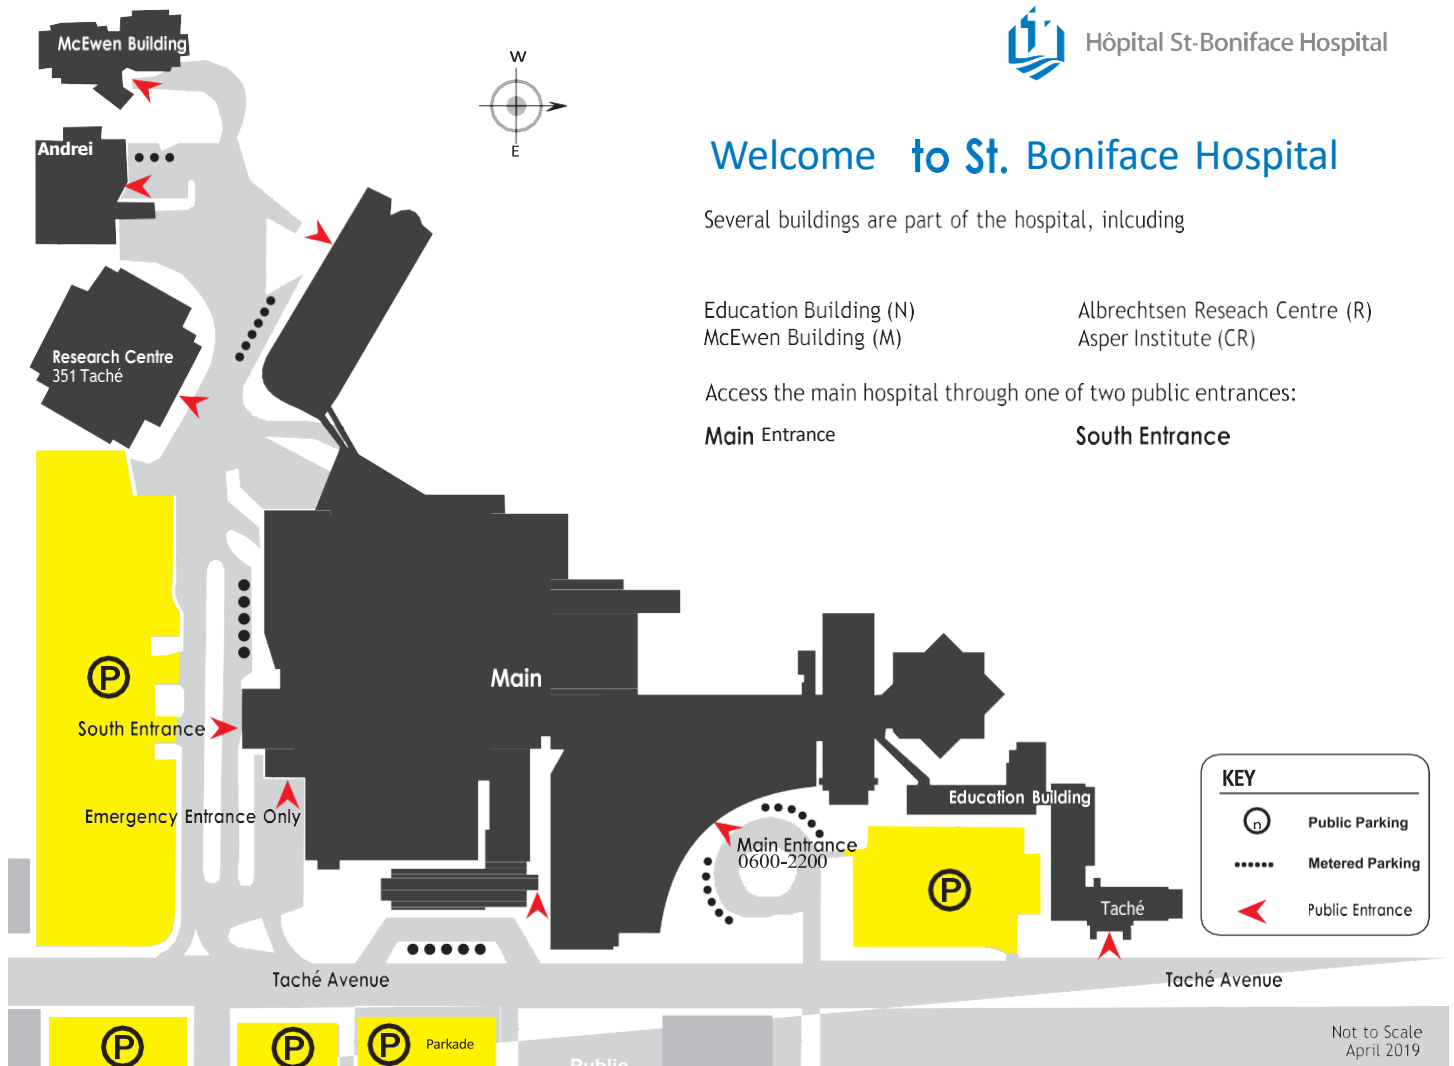 McEwen Building
W
E
Hôpital St-Boniface Hospital
Andrei
Welcome to St. Boniface Hospital
Several buildings are part of the hospital, inlcuding
Education Building (N)
McEwen Building (M)
Albrechtsen Reseach Centre (R)
Asper Institute (CR)
Access the main hospital through one of two public entrances:
Main Entrance
South Entrance
Research Centre
351 Taché
P
Main
South Entrance
Emergency Entrance Only
Main Entrance
0600-2200
Education Building
P
Taché
KEY
n Public Parking
Metered Parking
Public Entrance
Taché Avenue
Taché Avenue
P
P
P Parkade
Public
Not to Scale
April 2019